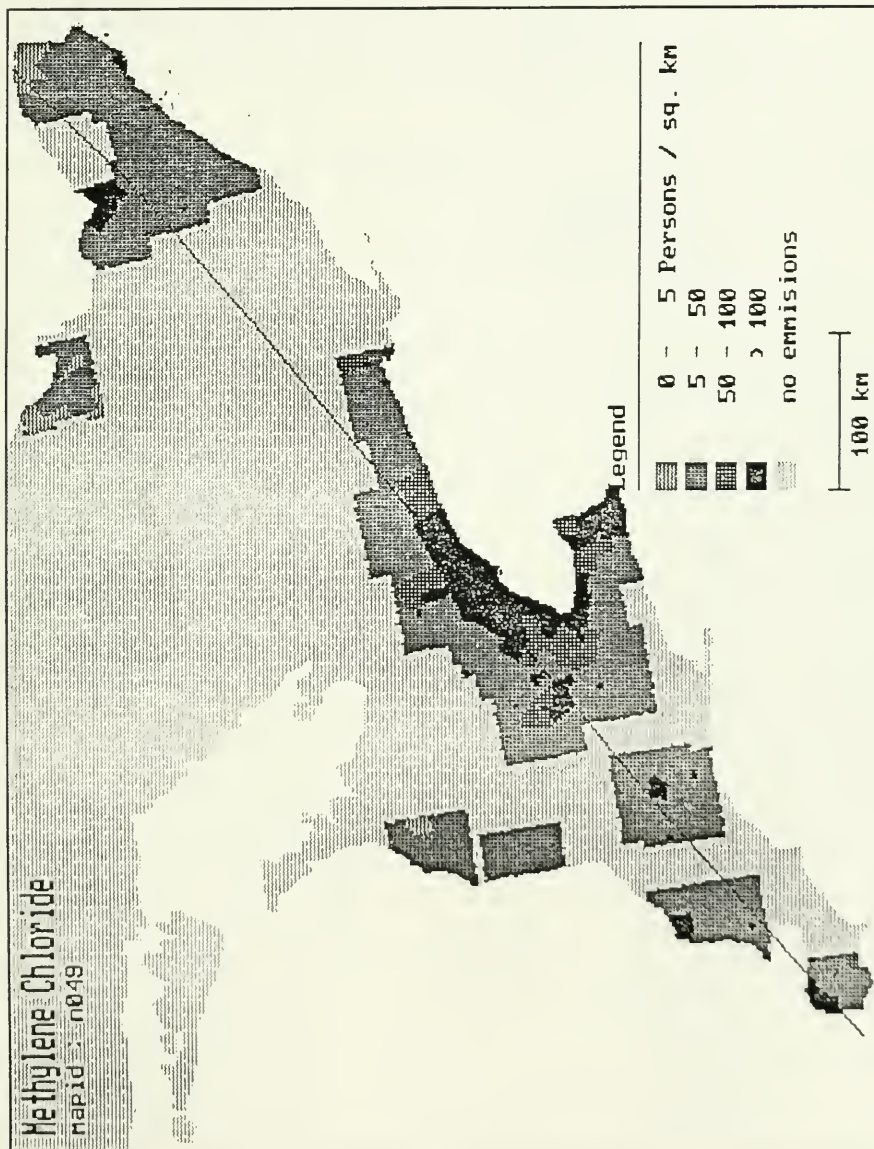 Methylene Chloride
mapid : n049
Legend
0 - 5 Persons / sq. km
5 - 50
50 - 100
> 100
no emmisions
100 km